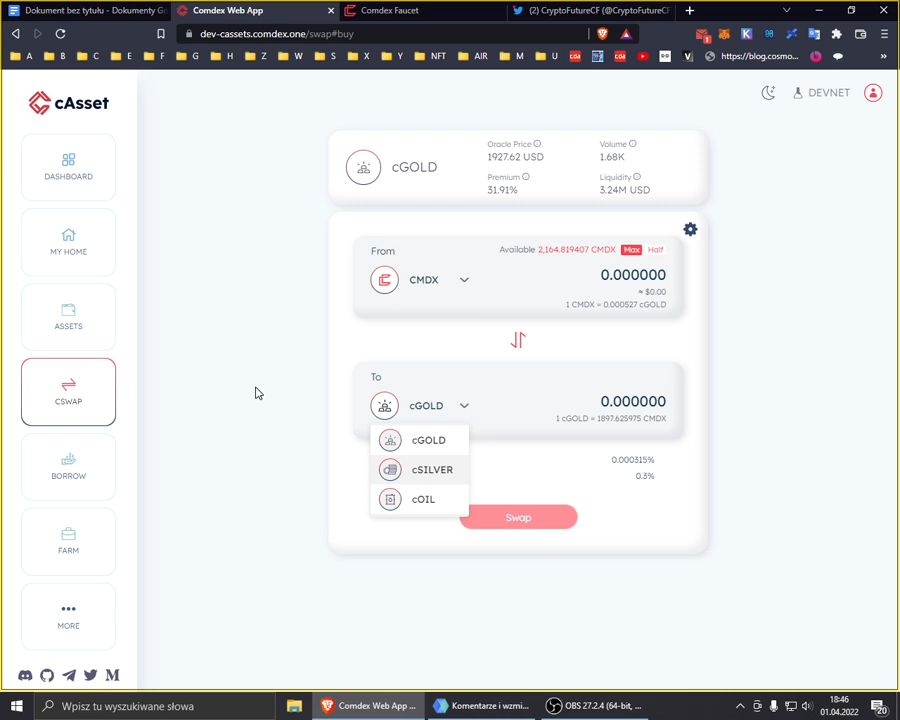 Dokument bez tytułu - Dokumenty Go
Comdex Web App
Comdex Faucet
(2) CryptoFutureCF (@CryptoFutureCF
dev-cassets.comdex.one/swap#buy
A B C E F G H Z W S X NFT AIR M U https://blog.cosmo...
cAsset
DEVNET
DASHBOARD
MY HOME
ASSETS
CSWAP
BORROW
FARM
MORE
cGOLD
Oracle Price
1927.62 USD
Volume
1.68K
Premium
31.91%
Liquidity
3.24M USD
From
Available 2,164.819407 CMDX Max Half
CMDX
0.000000
≈ $0.00
1 CMDX = 0.000527 cGOLD
To
cGOLD
0.000000
1 cGOLD = 1897.625975 CMDX
cGOLD
cSILVER
cOIL
0.000315%
0.3%
Swap
Wpisz tu wyszukiwane słowa
Comdex Web App ...
Komentarze i wzmi...
OBS 27.2.4 (64-bit, ...
18:46
01.04.2022
20